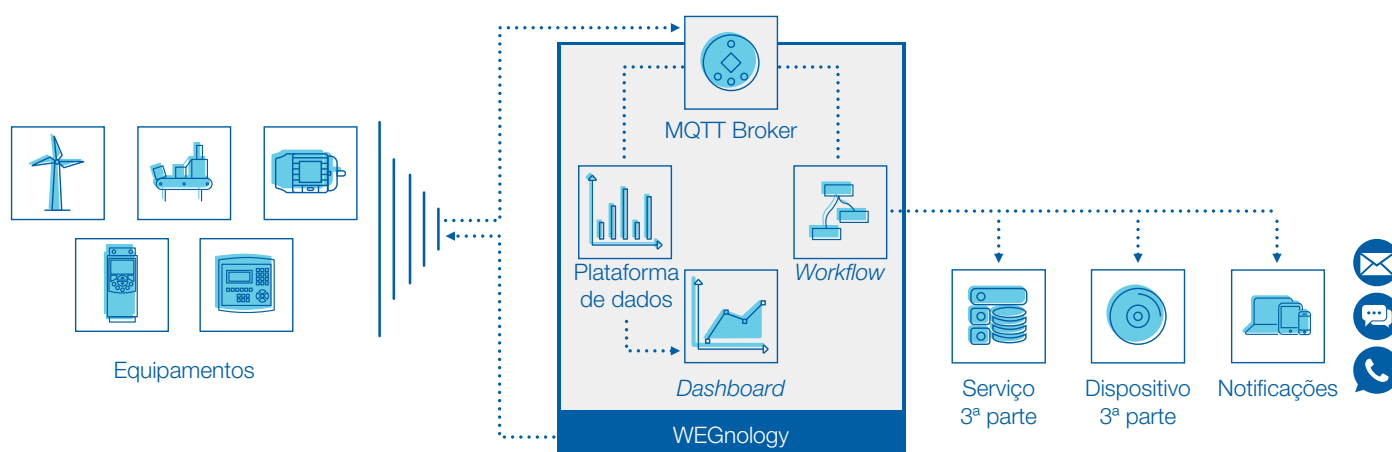 MQTT Broker
Equipamentos
Plataforma
de dados
Workflow
Dashboard
WEGnology
Serviço
3ª parte
Dispositivo
3ª parte
Notificações